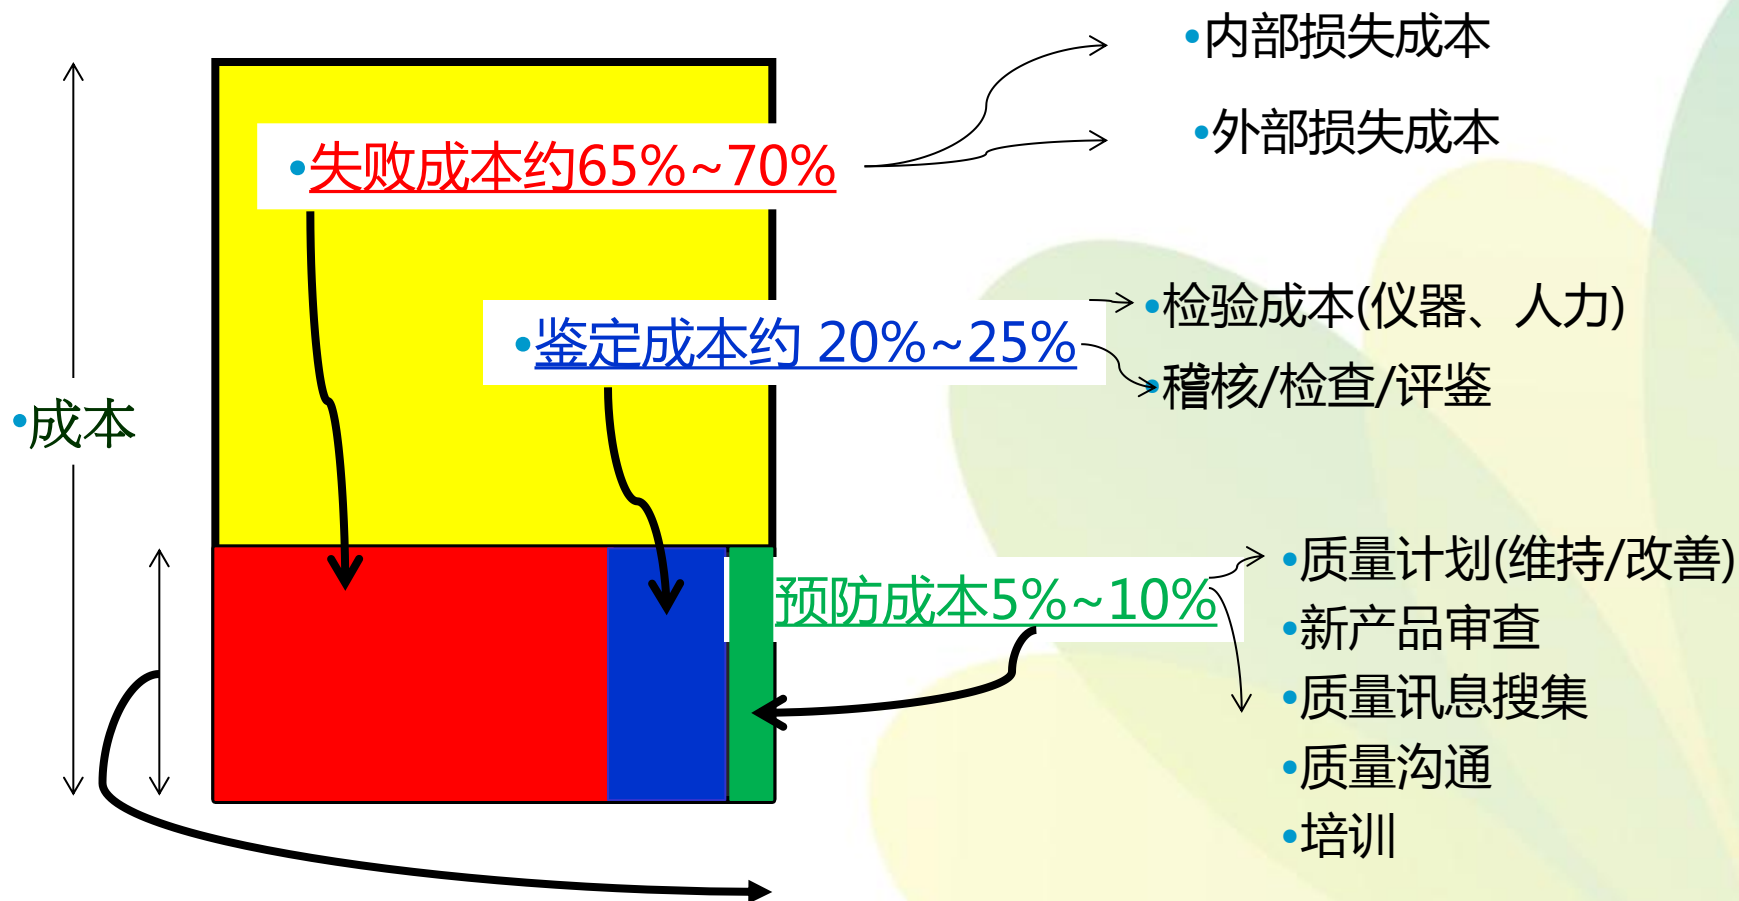 •内部损失成本
•外部损失成本
•失败成本约65%~70%
•检验成本(仪器、人力)
•鉴定成本约 20%~25%
•稽核/检查/评鉴
•成本
•质量计划(维持/改善)
预防成本5%~10%
•新产品审查
•质量讯息搜集
•质量沟通
•培训